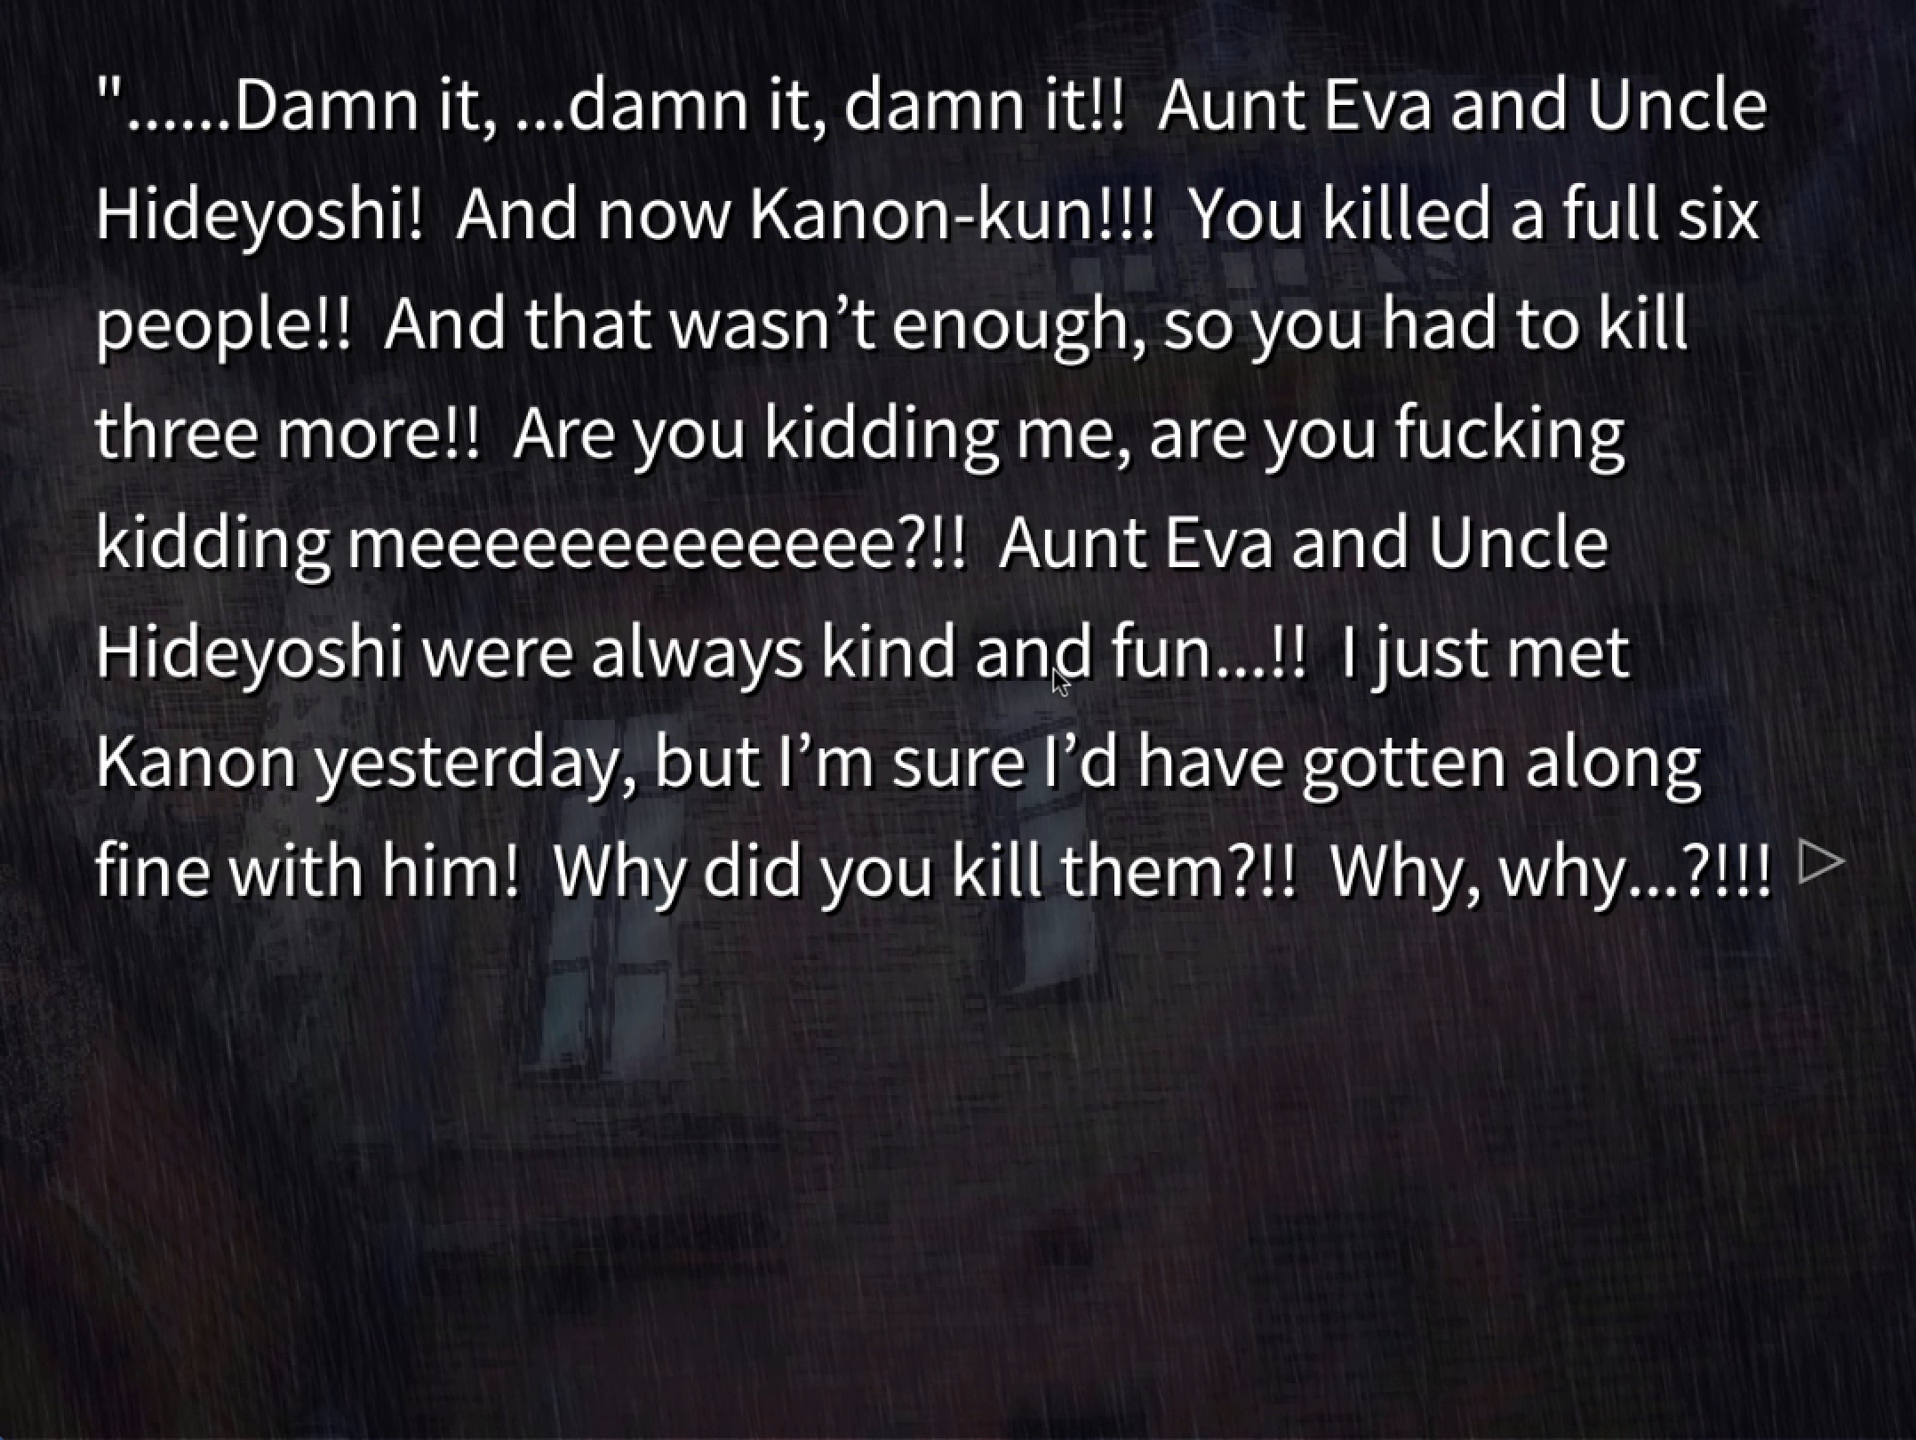 "......Damn it, ...damn it, damn it!!  Aunt Eva and Uncle
Hideyoshi!  And now Kanon-kun!!!  You killed a full six
people!!  And that wasn’t enough, so you had to kill
three more!!  Are you kidding me, are you fucking
kidding meeeeeeeeeeeeee?!!  Aunt Eva and Uncle
Hideyoshi were always kind and fun...!!  I just met
Kanon yesterday, but I’m sure I’d have gotten along
fine with him!  Why did you kill them?!!  Why, why...?!!!